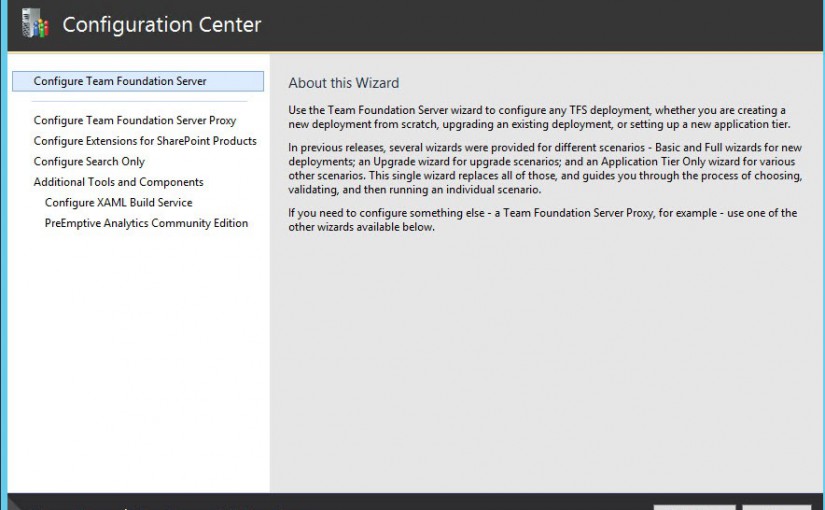 Configuration Center
Configure Team Foundation Server
Configure Team Foundation Server Proxy
Configure Extensions for SharePoint Products
Configure Search Only
Additional Tools and Components
Configure XAML Build Service
PreEmptive Analytics Community Edition
About this Wizard
Use the Team Foundation Server wizard to configure any TFS deployment, whether you are creating a
new deployment from scratch, upgrading an existing deployment, or setting up a new application tier.
In previous releases, several wizards were provided for different scenarios - Basic and Full wizards for new
deployments; an Upgrade wizard for upgrade scenarios; and an Application Tier Only wizard for various
other scenarios. This single wizard replaces all of those, and guides you through the process of choosing,
validating, and then running an individual scenario.
If you need to configure something else - a Team Foundation Server Proxy, for example - use one of the
other wizards available below.